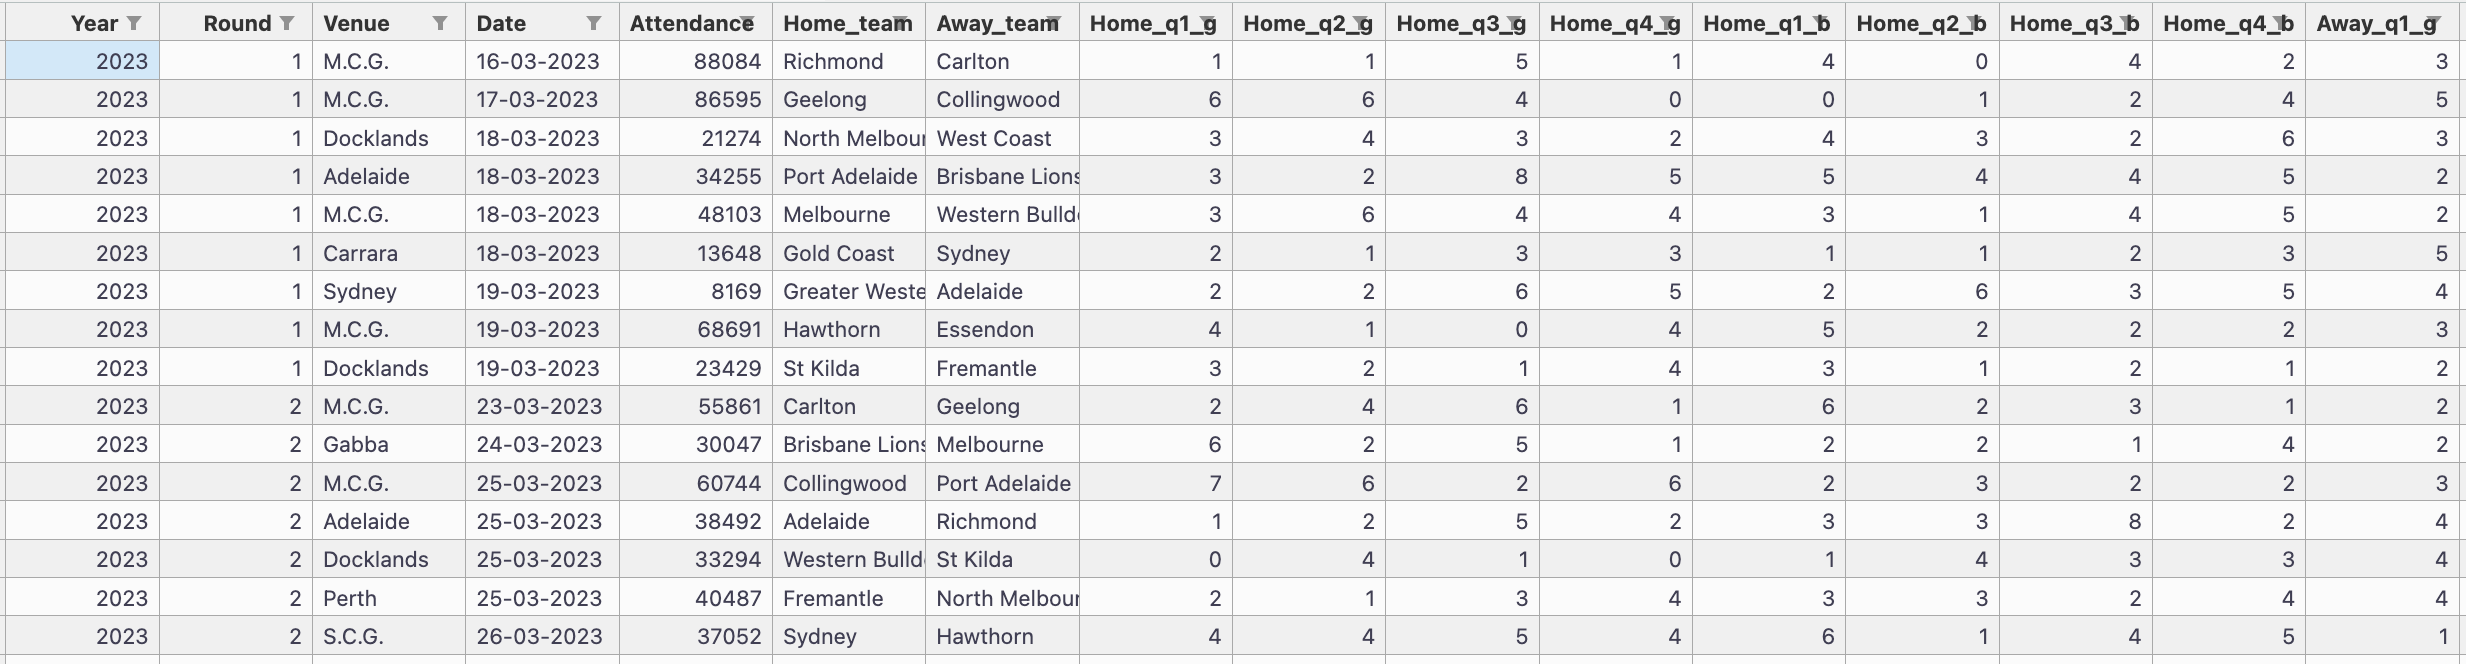 Year Round Venue Date Attendance Home_team Away_team Home_q1_g Home_q2_g Home_q3_g Home_q4_g Home_q1_b Home_q2_b Home_q3_b Home_q4_b Away_q1_g
2023 1 M.C.G. 16-03-2023 88084 Richmond Carlton 1 1 5 1 4 0 4 2 3
2023 1 M.C.G. 17-03-2023 86595 Geelong Collingwood 6 6 4 0 0 1 2 4 5
2023 1 Docklands 18-03-2023 21274 North Melbour West Coast 3 4 3 2 4 3 2 6 3
2023 1 Adelaide 18-03-2023 34255 Port Adelaide Brisbane Lions 3 2 8 5 5 4 4 5 2
2023 1 M.C.G. 18-03-2023 48103 Melbourne Western Bulld 3 6 4 4 3 1 4 5 2
2023 1 Carrara 18-03-2023 13648 Gold Coast Sydney 2 1 3 3 1 1 2 3 5
2023 1 Sydney 19-03-2023 8169 Greater Weste Adelaide 2 2 6 5 2 6 3 5 4
2023 1 M.C.G. 19-03-2023 68691 Hawthorn Essendon 4 1 0 4 5 2 2 2 3
2023 1 Docklands 19-03-2023 23429 St Kilda Fremantle 3 2 1 4 3 1 2 1 2
2023 2 M.C.G. 23-03-2023 55861 Carlton Geelong 2 4 6 1 6 2 3 1 2
2023 2 Gabba 24-03-2023 30047 Brisbane Lions Melbourne 6 2 5 1 2 2 1 4 2
2023 2 M.C.G. 25-03-2023 60744 Collingwood Port Adelaide 7 6 2 6 2 3 2 2 3
2023 2 Adelaide 25-03-2023 38492 Adelaide Richmond 1 2 5 2 3 3 8 2 4
2023 2 Docklands 25-03-2023 33294 Western Bulld St Kilda 0 4 1 0 1 4 3 3 4
2023 2 Perth 25-03-2023 40487 Fremantle North Melbour 2 1 3 4 3 3 2 4 4
2023 2 S.C.G. 26-03-2023 37052 Sydney Hawthorn 4 4 5 4 6 1 4 5 1